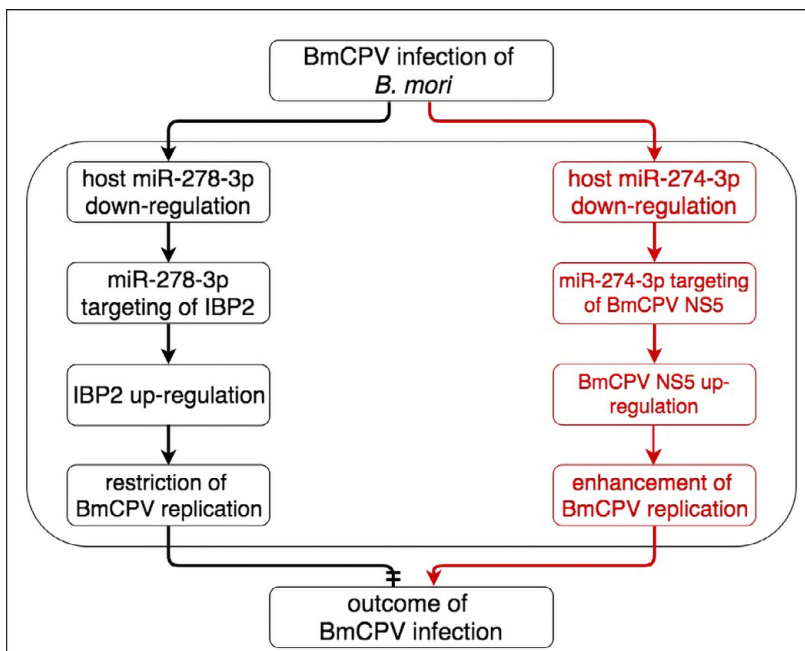 BmCPV infection of
B. mori
host miR-278-3p
down-regulation
miR-278-3p
targeting of IBP2
IBP2 up-regulation
restriction of
BmCPV replication
host miR-274-3p
down-regulation
miR-274-3p targeting
of BmCPV NS5
BmCPV NS5 up-
regulation
enhancement of
BmCPV replication
outcome of
BmCPV infection